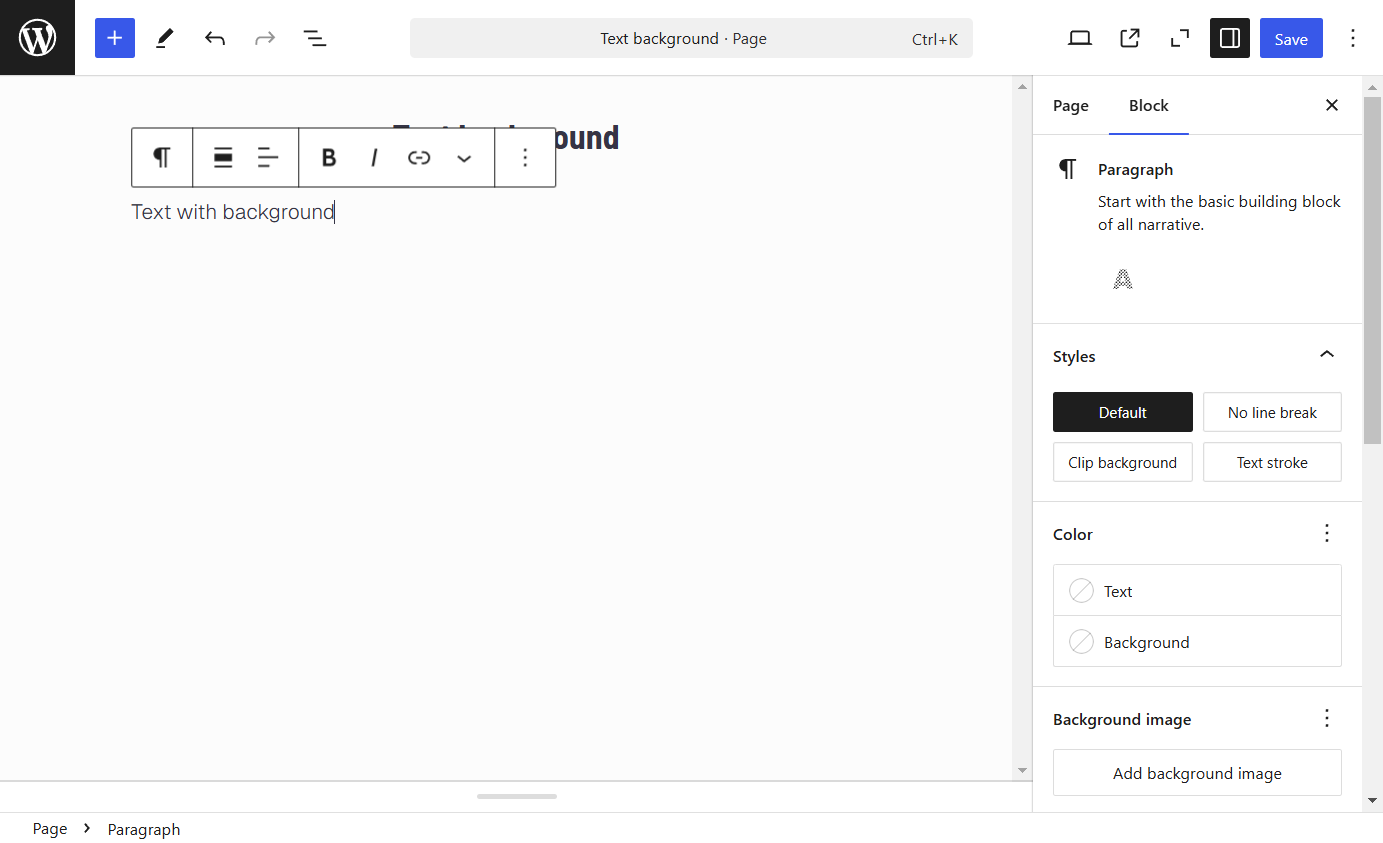 Text background · Page
Ctrl+K
Save
Page
Block
B I
Text with background
Paragraph
Start with the basic building block
of all narrative.
A
Styles
Default
No line break
Clip background
Text stroke
Color
Text
Background
Background image
Add background image
Page
Paragraph